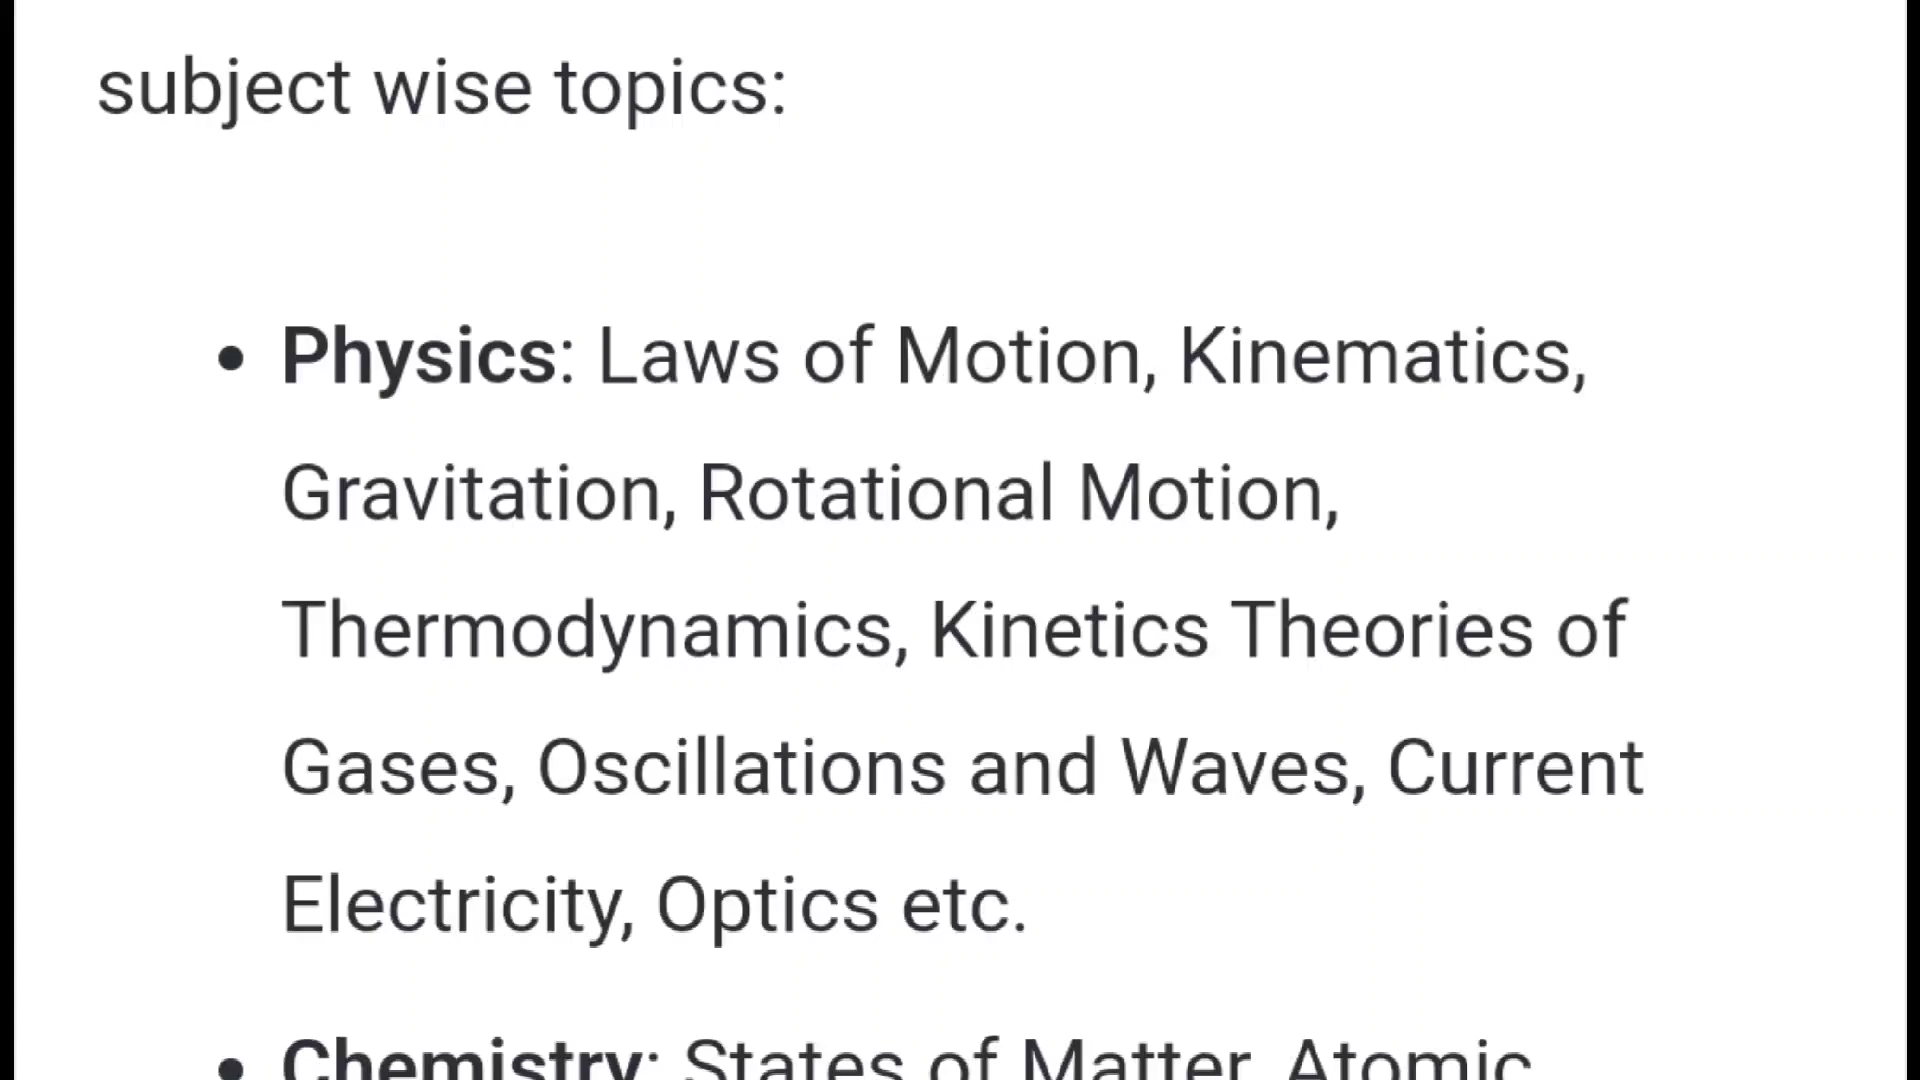 subject wise topics:
• Physics: Laws of Motion, Kinematics,
Gravitation, Rotational Motion,
Thermodynamics, Kinetics Theories of
Gases, Oscillations and Waves, Current
Electricity, Optics etc.
• Chemistry: States of Matter, Atomic